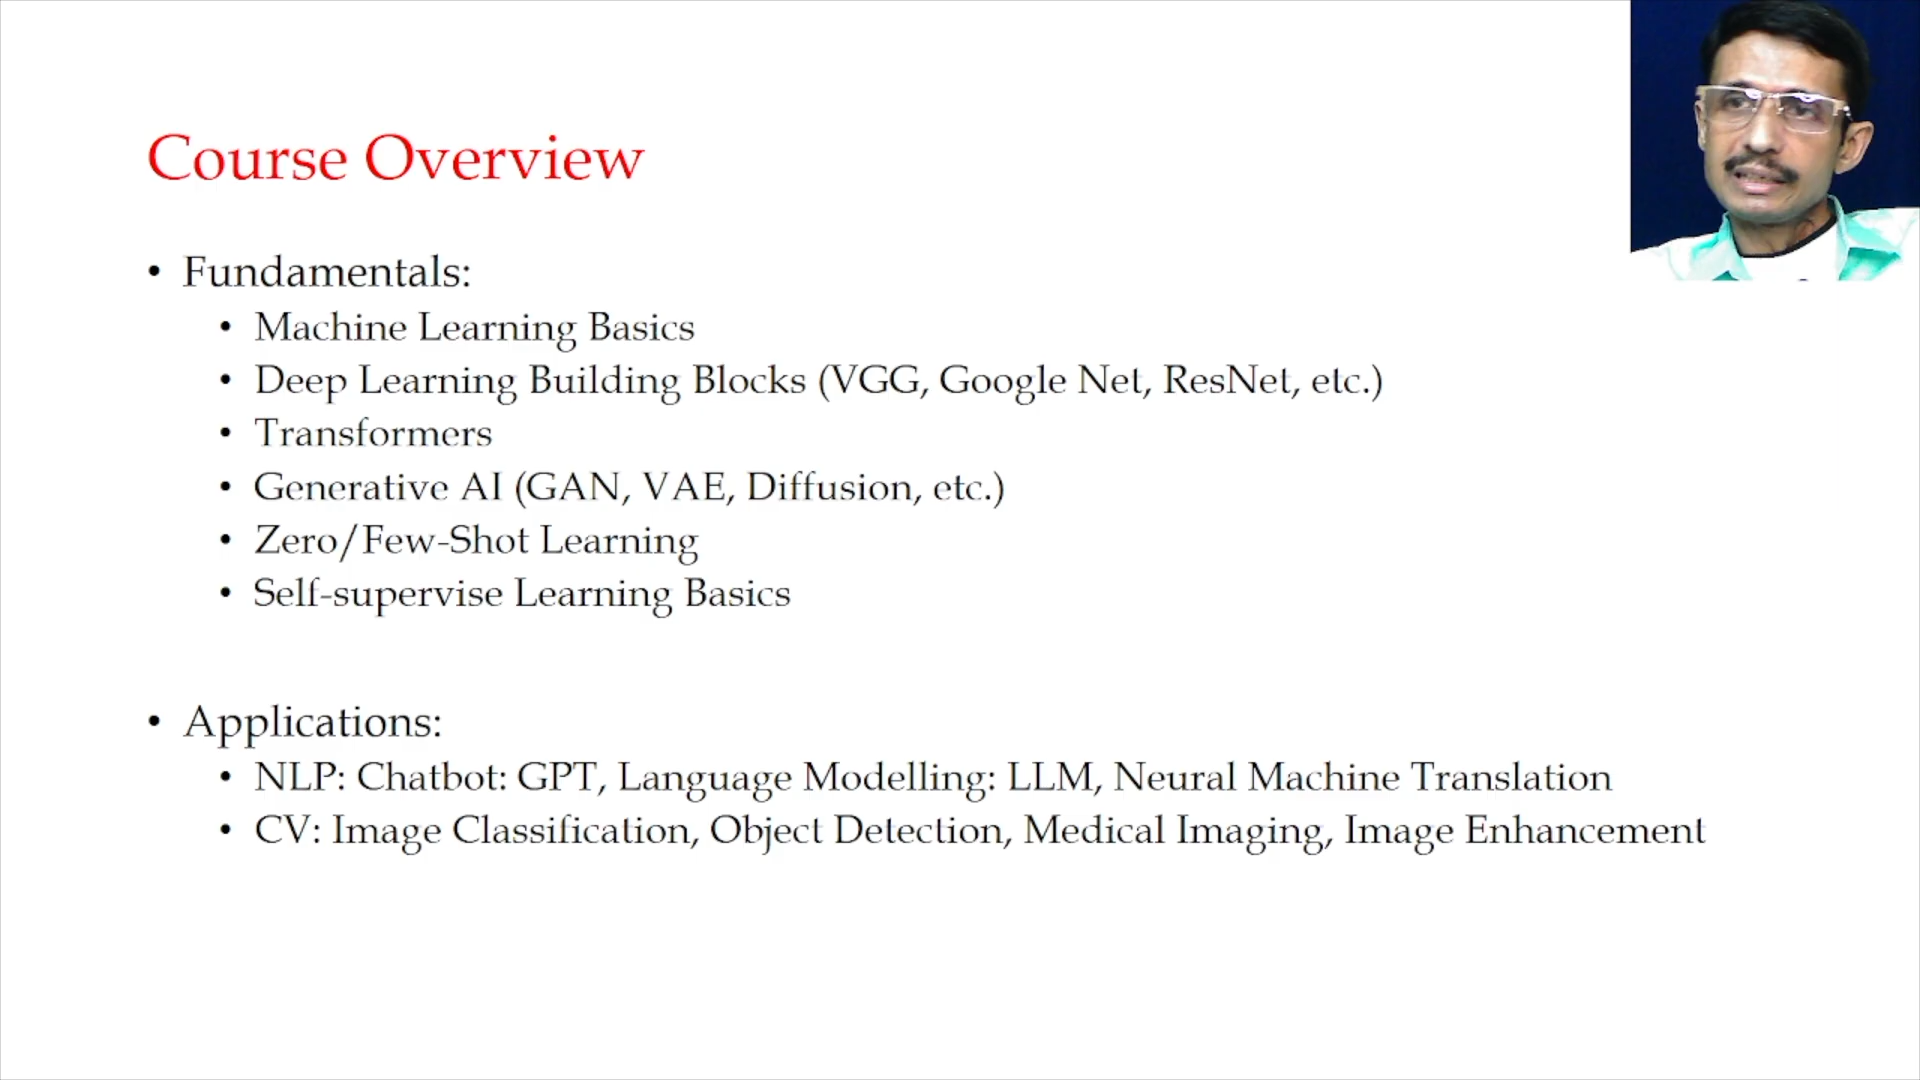 Course Overview
• Fundamentals:
• Machine Learning Basics
• Deep Learning Building Blocks (VGG, Google Net, ResNet, etc.)
• Transformers
• Generative AI (GAN, VAE, Diffusion, etc.)
• Zero/Few-Shot Learning
• Self-supervise Learning Basics
• Applications:
• NLP: Chatbot: GPT, Language Modelling: LLM, Neural Machine Translation
• CV: Image Classification, Object Detection, Medical Imaging, Image Enhancement